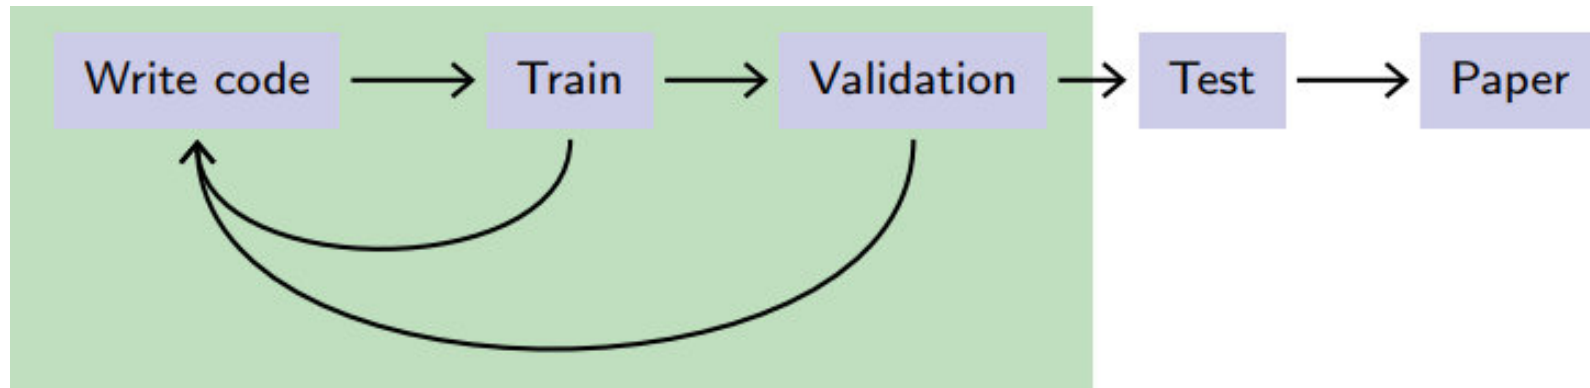 Write code
Train
Validation
Test
Paper